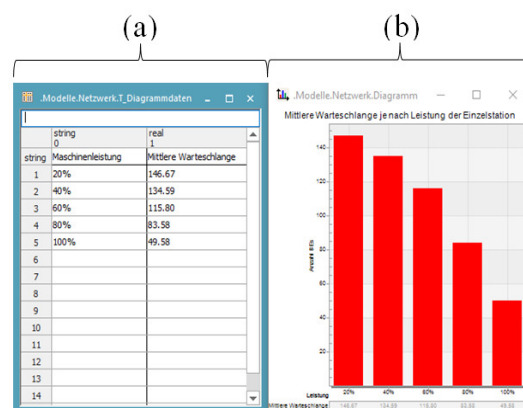 (a)
(b)
.Modelle.Netzwerk.T_Diagrammdaten
string real
0 1
string Maschinenleistung Mittlere Warteschlange
1 20% 146.67
2 40% 134.59
3 60% 115.80
4 80% 83.58
5 100% 49.58
6
7
8
9
10
11
12
13
14
.Modelle.Netzwerk.Diagramm
Mittlere Warteschlange je nach Leistung der Einzelstation
140
120
100
80
60
40
20
Anzahl BEs
Leistung 20% 40% 60% 80% 100%
Mittlere Warteschlange 146.67 134.59 115.80 83.58 49.58